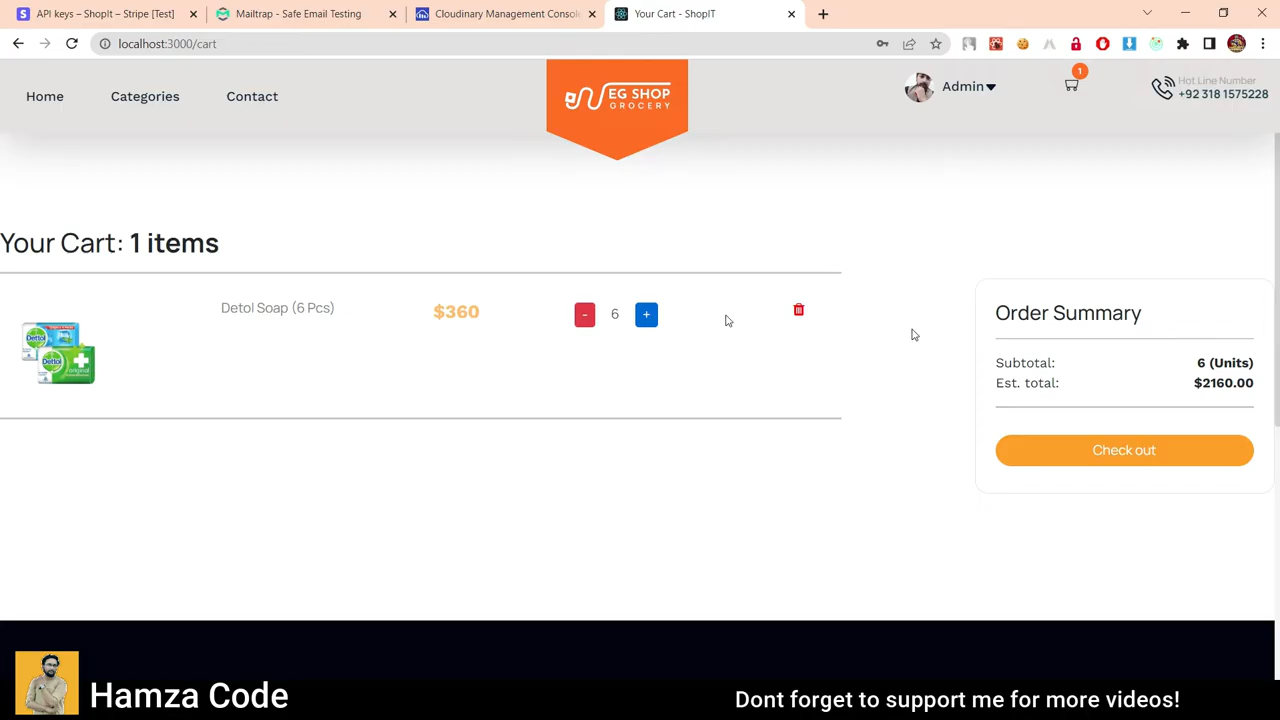 API keys – ShopIt – Stripe [Test]
Mailtrap - Safe Email Testing
Cloudinary Management Consol
Your Cart - ShopIT
localhost:3000/cart
Home
Categories
Contact
EG SHOP
GROCERY
Admin
1
Hot Line Number
+92 318 1575228
Your Cart: 1 items
Detol Soap (6 Pcs)
$360
- 6 +
Dettol
Dettol
Order Summary
Subtotal: 6 (Units)
Est. total: $2160.00
Check out
Hamza Code
Dont forget to support me for more videos!